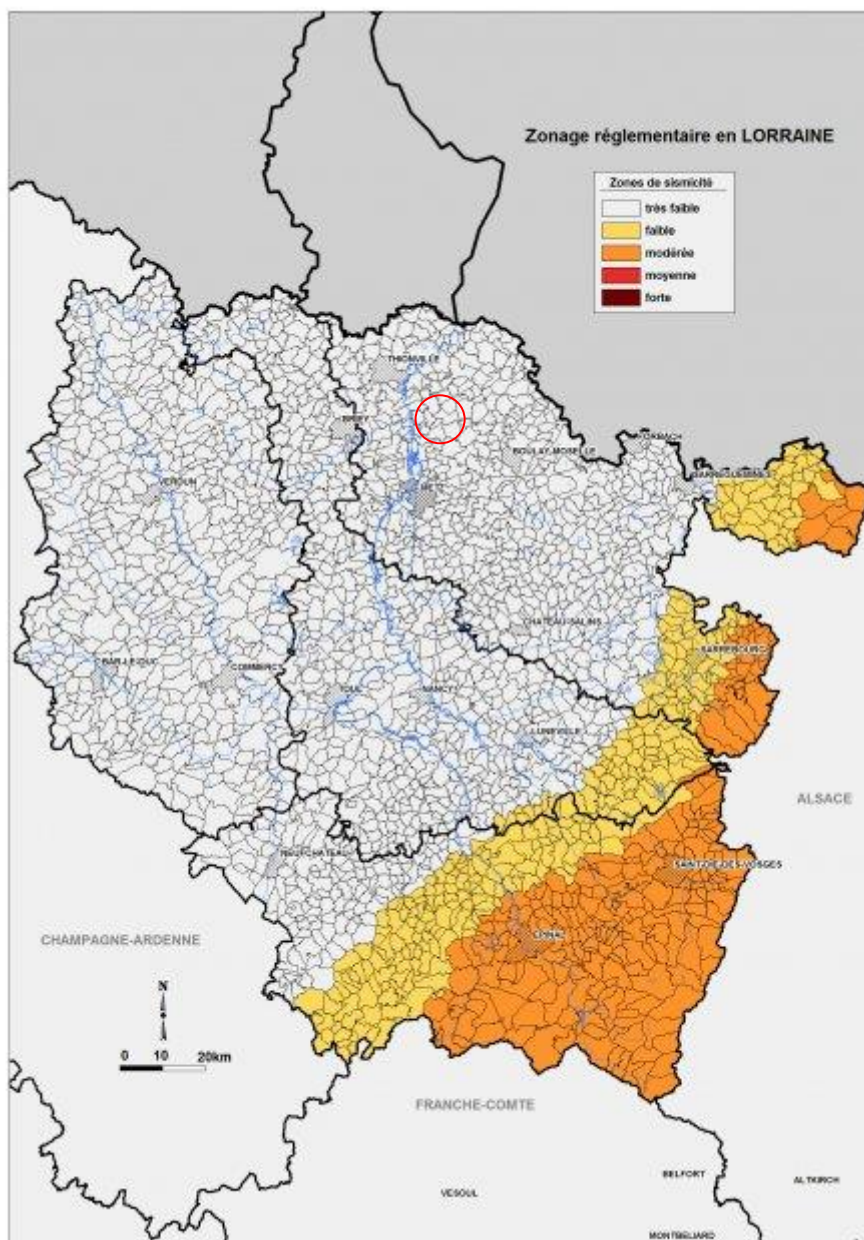 Zonage réglementaire en LORRAINE
Zones de sismicité
très faible
faible
modérée
moyenne
forte
THIONVILLE
BRIEY
BOULAY-MOSELLE
FORBACH
SARREGUEMINES
VERDUN
METZ
CHATEAU-SALINS
SARREBOURG
BAR-LE-DUC
COMMERCY
TOUL
NANCY
LUNEVILLE
ALSACE
NEUFCHATEAU
SAINT-DIE-DES-VOSGES
EPINAL
CHAMPAGNE-ARDENNE
N
0 10 20km
FRANCHE-COMTE
BELFORT
ALTKIRCH
VESOUL
MONTBELIARD